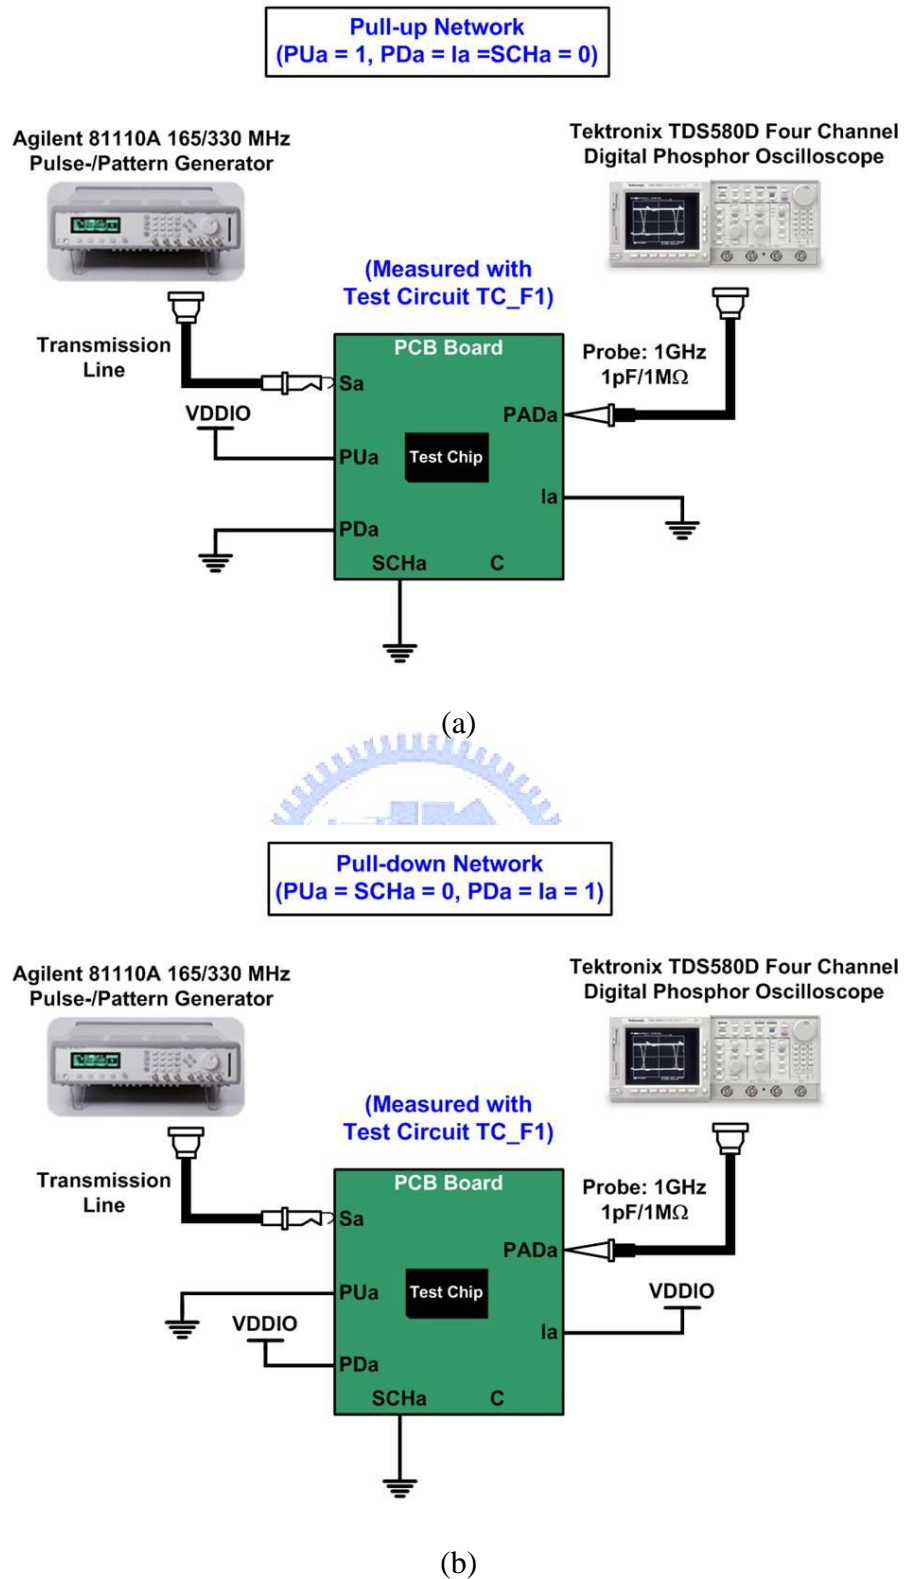 Pull-up Network
(PUa = 1, PDa = Ia =SCHa = 0)
Agilent 81110A 165/330 MHz
Pulse-/Pattern Generator
Tektronix TDS580D Four Channel
Digital Phosphor Oscilloscope
(Measured with
Test Circuit TC_F1)
Transmission
Line
PCB Board
Probe: 1GHz
1pF/1MΩ
Sa
VDDIO
PADa
PUa
Test Chip
Ia
PDa
SCHa
C
(a)
Pull-down Network
(PUa = SCHa = 0, PDa = Ia = 1)
Agilent 81110A 165/330 MHz
Pulse-/Pattern Generator
Tektronix TDS580D Four Channel
Digital Phosphor Oscilloscope
(Measured with
Test Circuit TC_F1)
Transmission
Line
PCB Board
Probe: 1GHz
1pF/1MΩ
Sa
PADa
PUa
Test Chip
VDDIO
VDDIO
Ia
PDa
SCHa
C
(b)